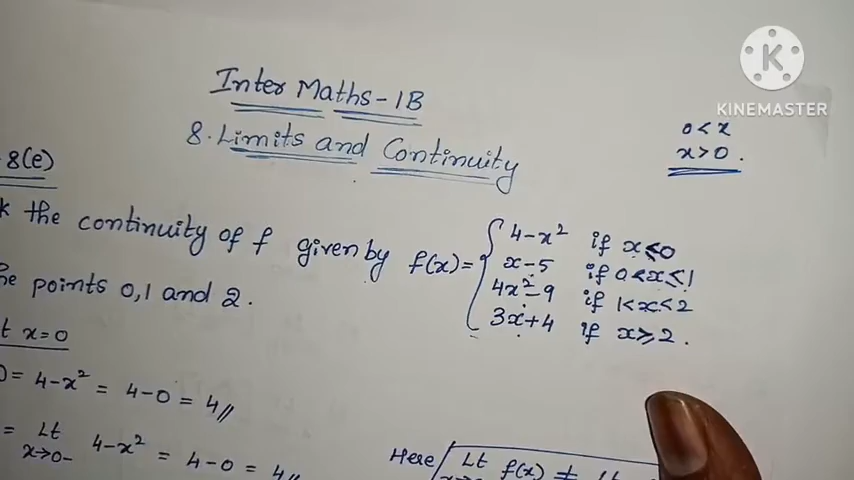 KINEMASTER
Inter Maths-1B
8. Limits and Continuity
0 < x
x > 0.
8(e)
the continuity of f given by f(x) = { 4-x² if x≤0
x-5 if 0<x≤1
4x²-9 if 1<x<2
3x+4 if x≥2.
points 0,1 and 2.
x=0
= 4-x² = 4-0 = 4//
= Lt x→0- 4-x² = 4-0 = 4//
Here Lt f(x) ≠ Lt